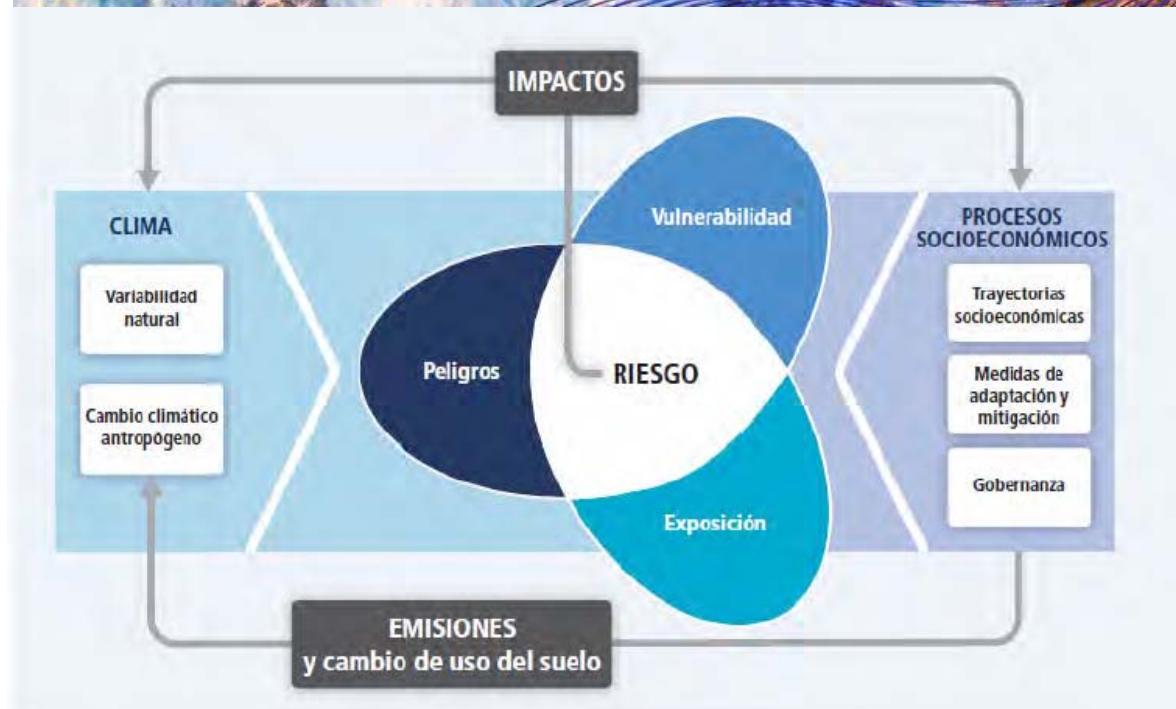 IMPACTOS
CLIMA
Variabilidad
natural
Cambio climático
antropógeno
Vulnerabilidad
Peligros
RIESGO
Exposición
PROCESOS
SOCIOECONÓMICOS
Trayectorias
socioeconómicas
Medidas de
adaptación y
mitigación
Gobernanza
EMISIONES
y cambio de uso del suelo